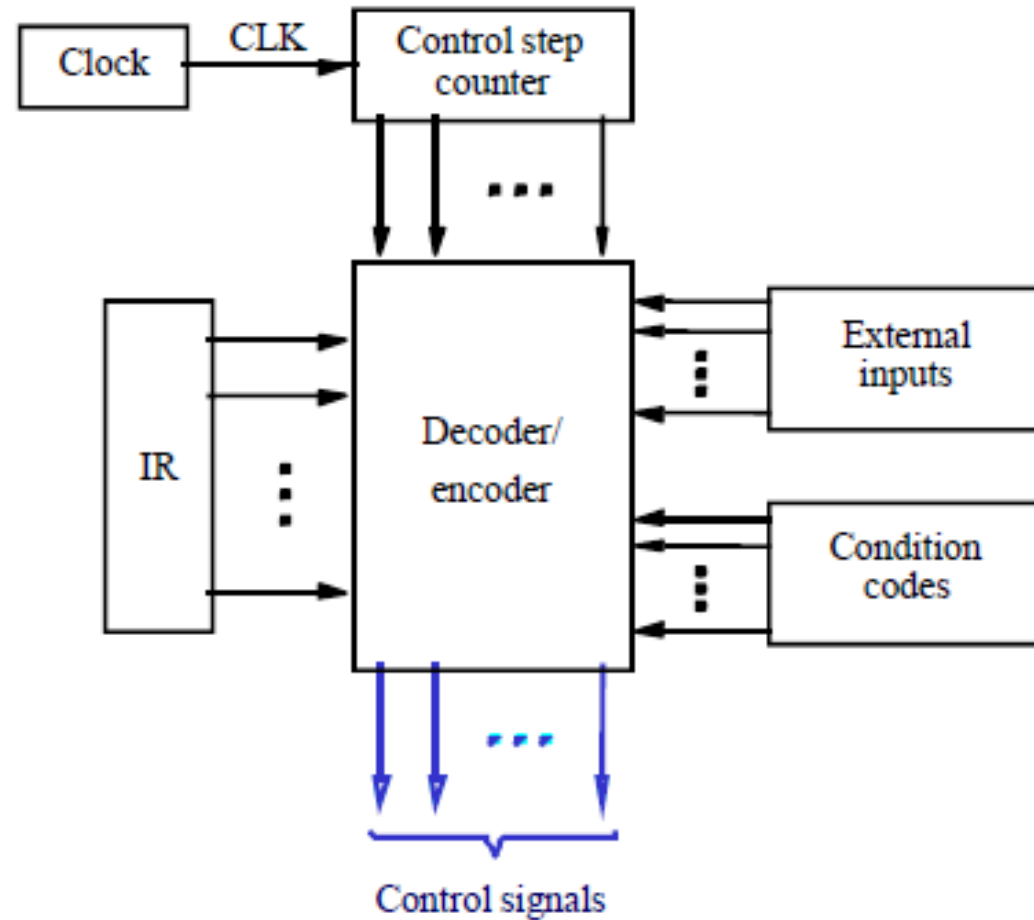 Clock
CLK
Control step
counter
IR
Decoder/
encoder
External
inputs
Condition
codes
Control signals